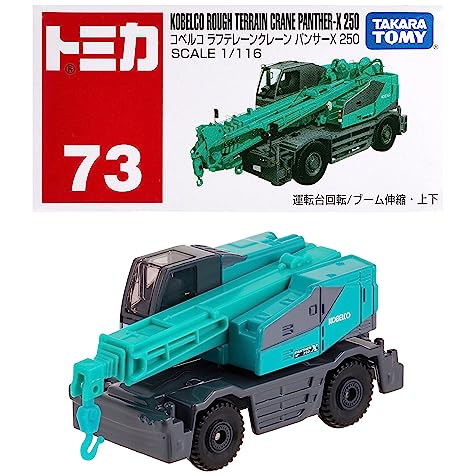 トミカ
73
KOBELCO ROUGH TERRAIN CRANE PANTHER-X 250
コベルコ ラフテレーンクレーン パンサーX 250
SCALE 1/116
TAKARA
TOMY
運転台回転/ブーム伸縮・上下
KOBELCO
X